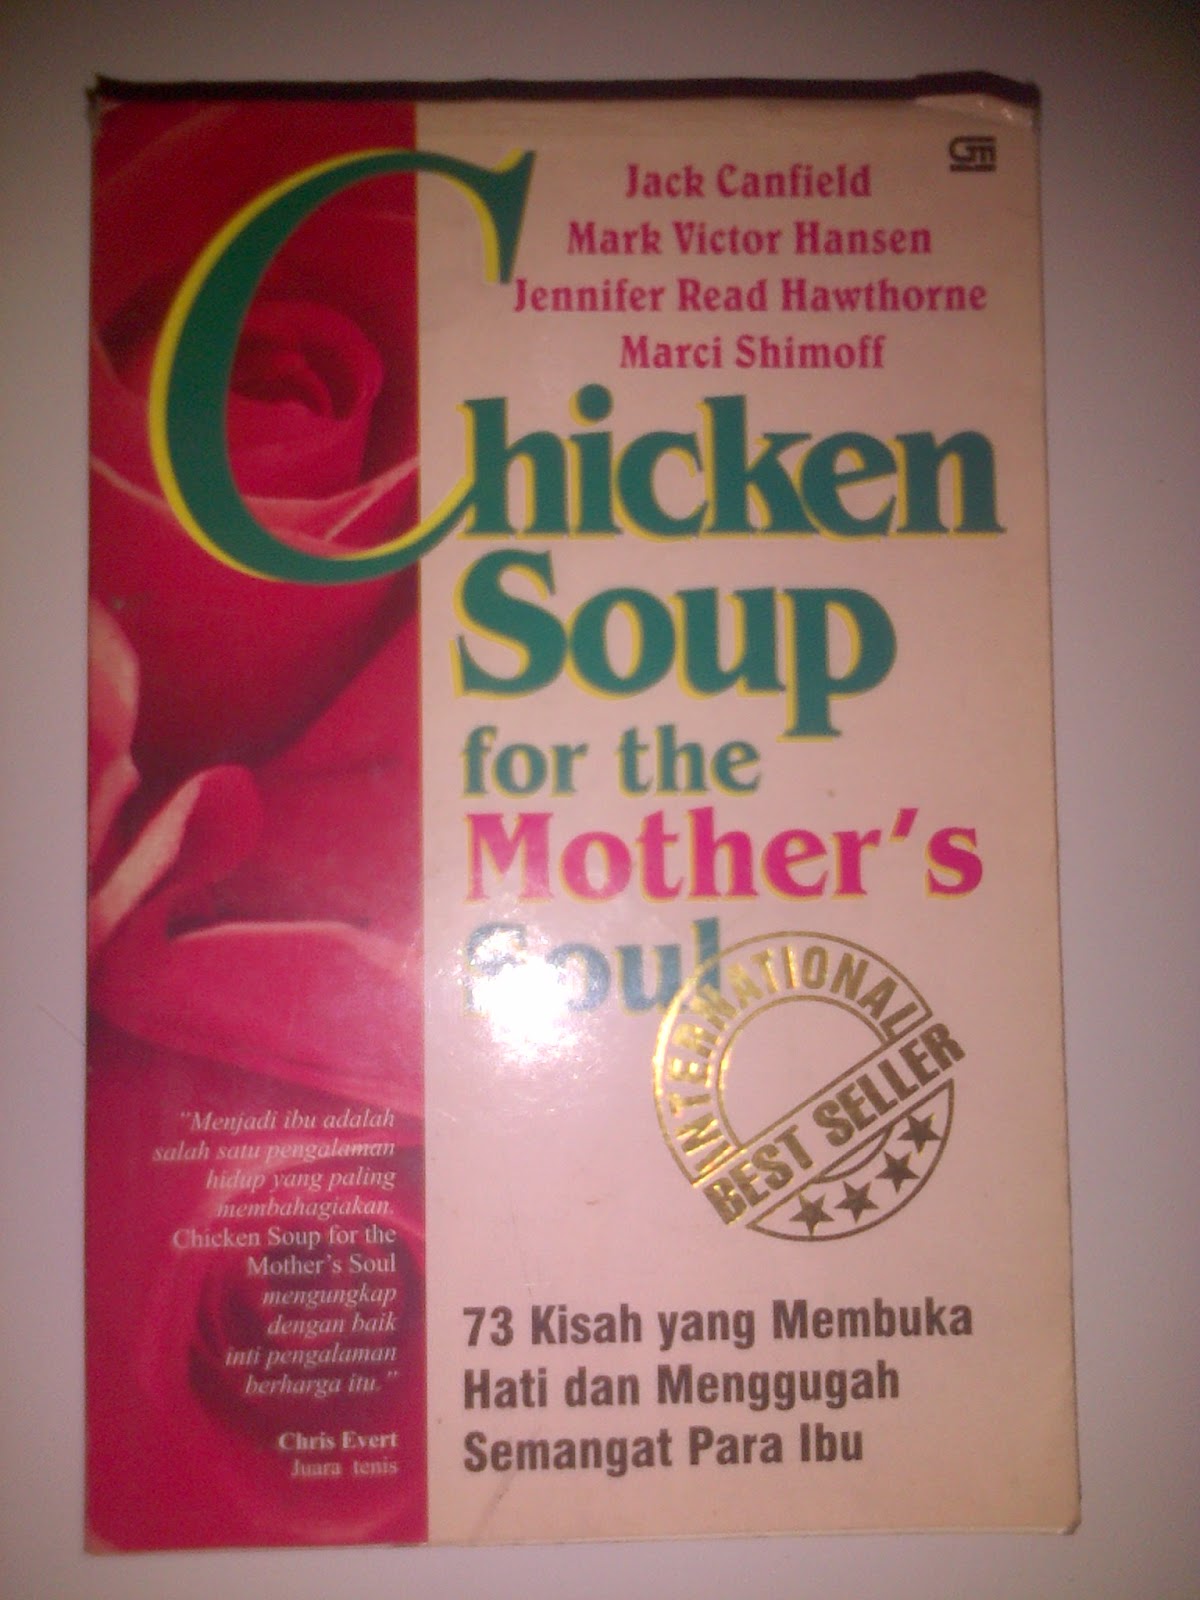 GM
Jack Canfield
Mark Victor Hansen
Jennifer Read Hawthorne
Marci Shimoff
Chicken
Soup
for the
Mother's
Soul
INTERNATIONAL
BEST SELLER
"Menjadi ibu adalah
salah satu pengalaman
hidup yang paling
membahagiakan.
Chicken Soup for the
Mother's Soul
mengungkap
dengan baik
inti pengalaman
berharga itu."
Chris Evert
Juara tenis
73 Kisah yang Membuka
Hati dan Menggugah
Semangat Para Ibu